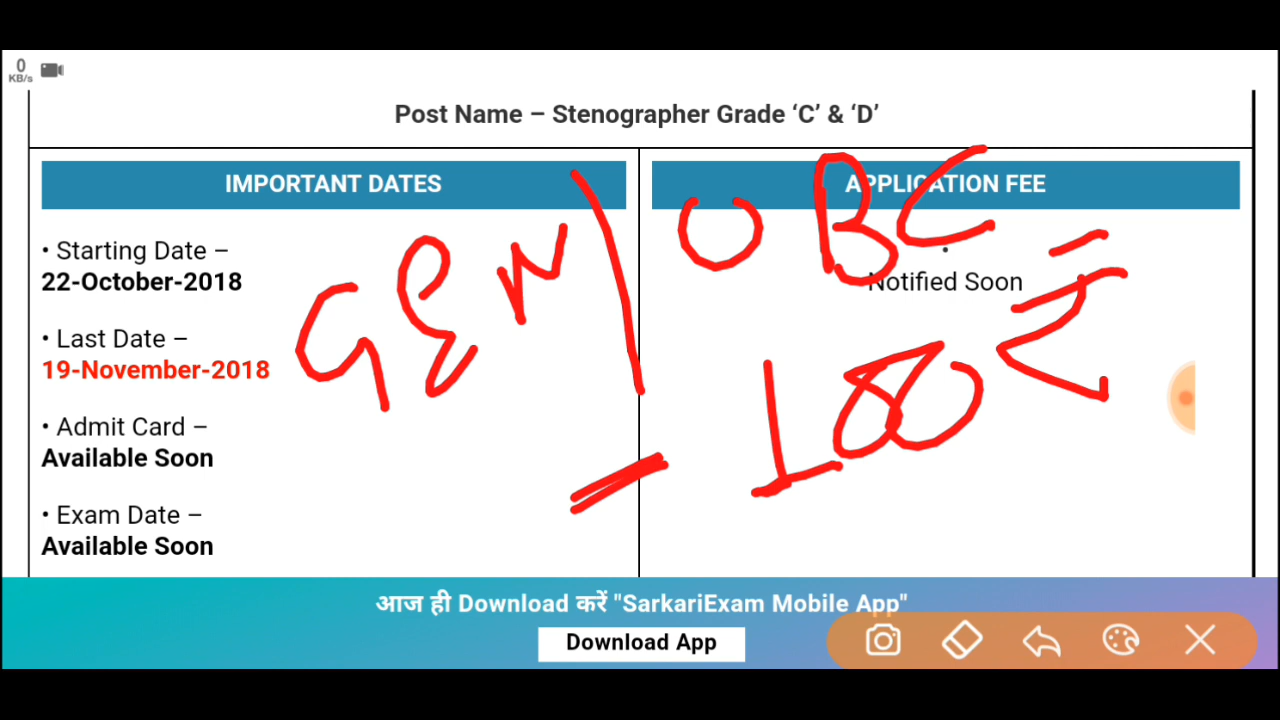 0
KB/s
Post Name – Stenographer Grade ‘C’ & ‘D’
IMPORTANT DATES
• Starting Date –
22-October-2018
• Last Date –
19-November-2018
• Admit Card –
Available Soon
• Exam Date –
Available Soon
APPLICATION FEE
•
Notified Soon
GEN/OBC
= 100 ₹
आज ही Download करें "SarkariExam Mobile App"
Download App